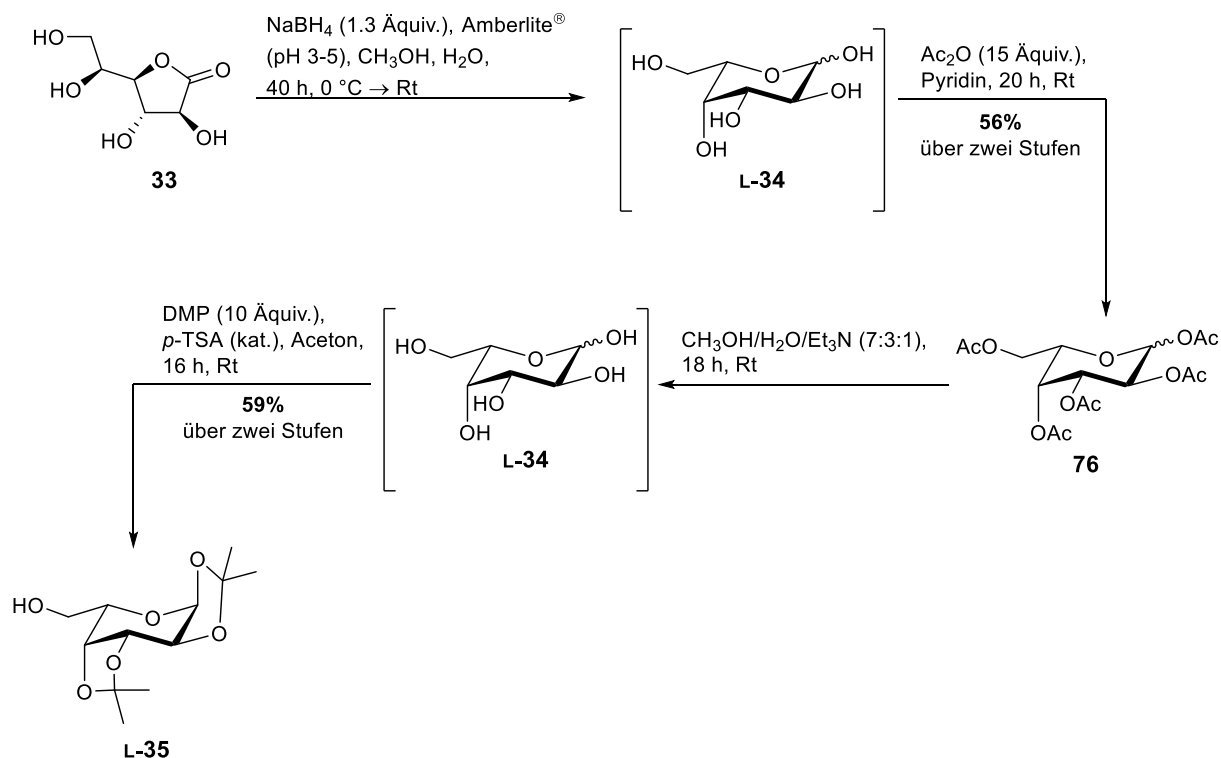 NaBH4 (1.3 Äquiv.), Amberlite®
(pH 3-5), CH3OH, H2O,
40 h, 0 °C → Rt
HO
HO
O
O
HO
OH
33
HO
O
OH
OH
HO
OH
L-34
Ac2O (15 Äquiv.),
Pyridin, 20 h, Rt
56%
über zwei Stufen
DMP (10 Äquiv.),
p-TSA (kat.), Aceton,
16 h, Rt
59%
über zwei Stufen
HO
O
OH
OH
HO
OH
L-34
CH3OH/H2O/Et3N (7:3:1),
18 h, Rt
AcO
O
OAc
OAc
OAc
OAc
76
O
HO
O
O
O
O
L-35